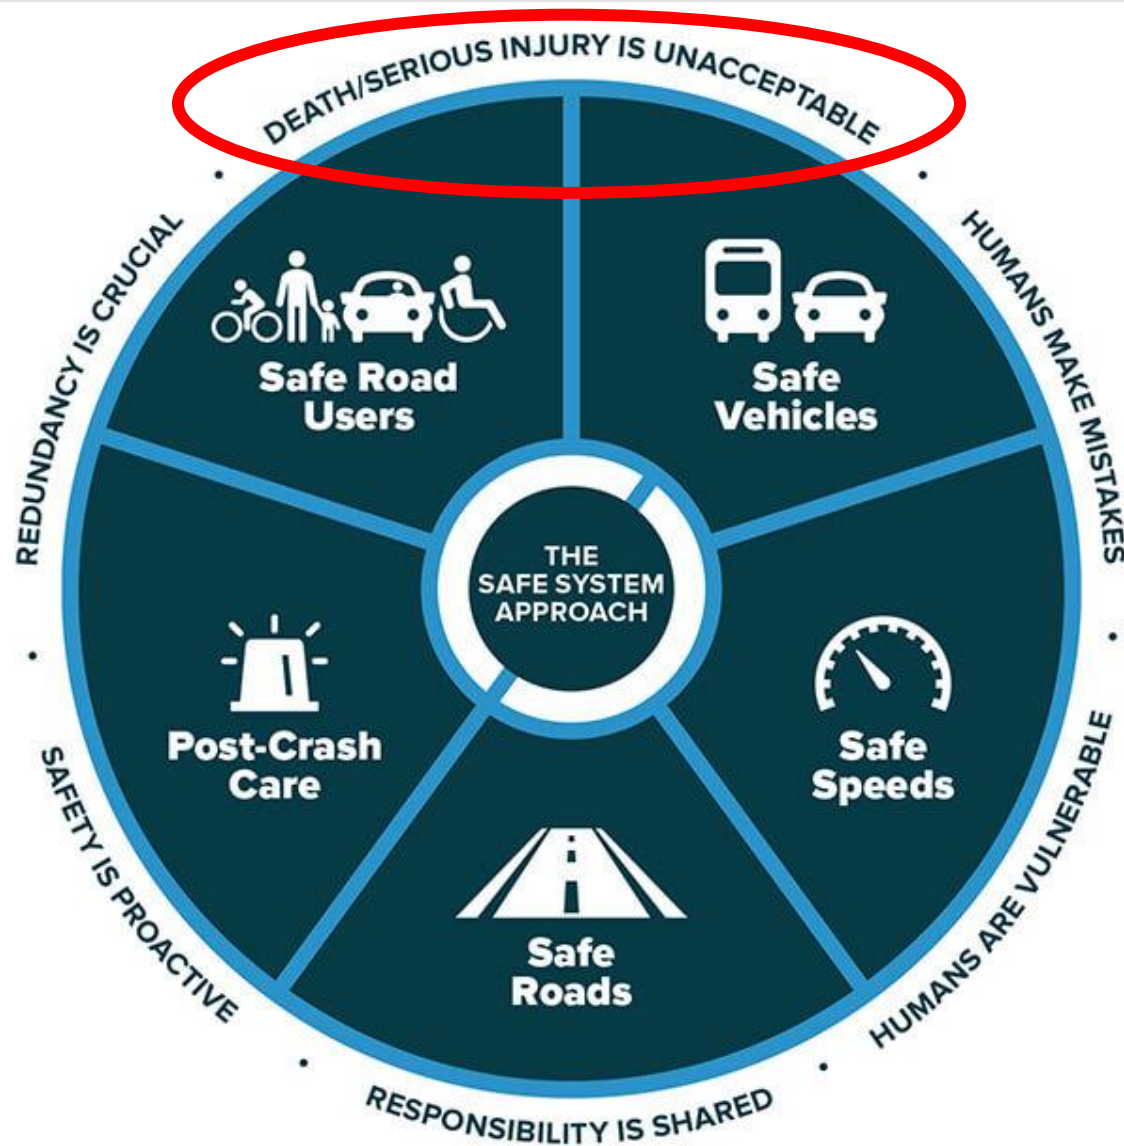 DEATH/SERIOUS INJURY IS UNACCEPTABLE
HUMANS MAKE MISTAKES
HUMANS ARE VULNERABLE
RESPONSIBILITY IS SHARED
SAFETY IS PROACTIVE
REDUNDANCY IS CRUCIAL
Safe Road
Users
Safe
Vehicles
THE
SAFE SYSTEM
APPROACH
Post-Crash
Care
Safe
Speeds
Safe
Roads